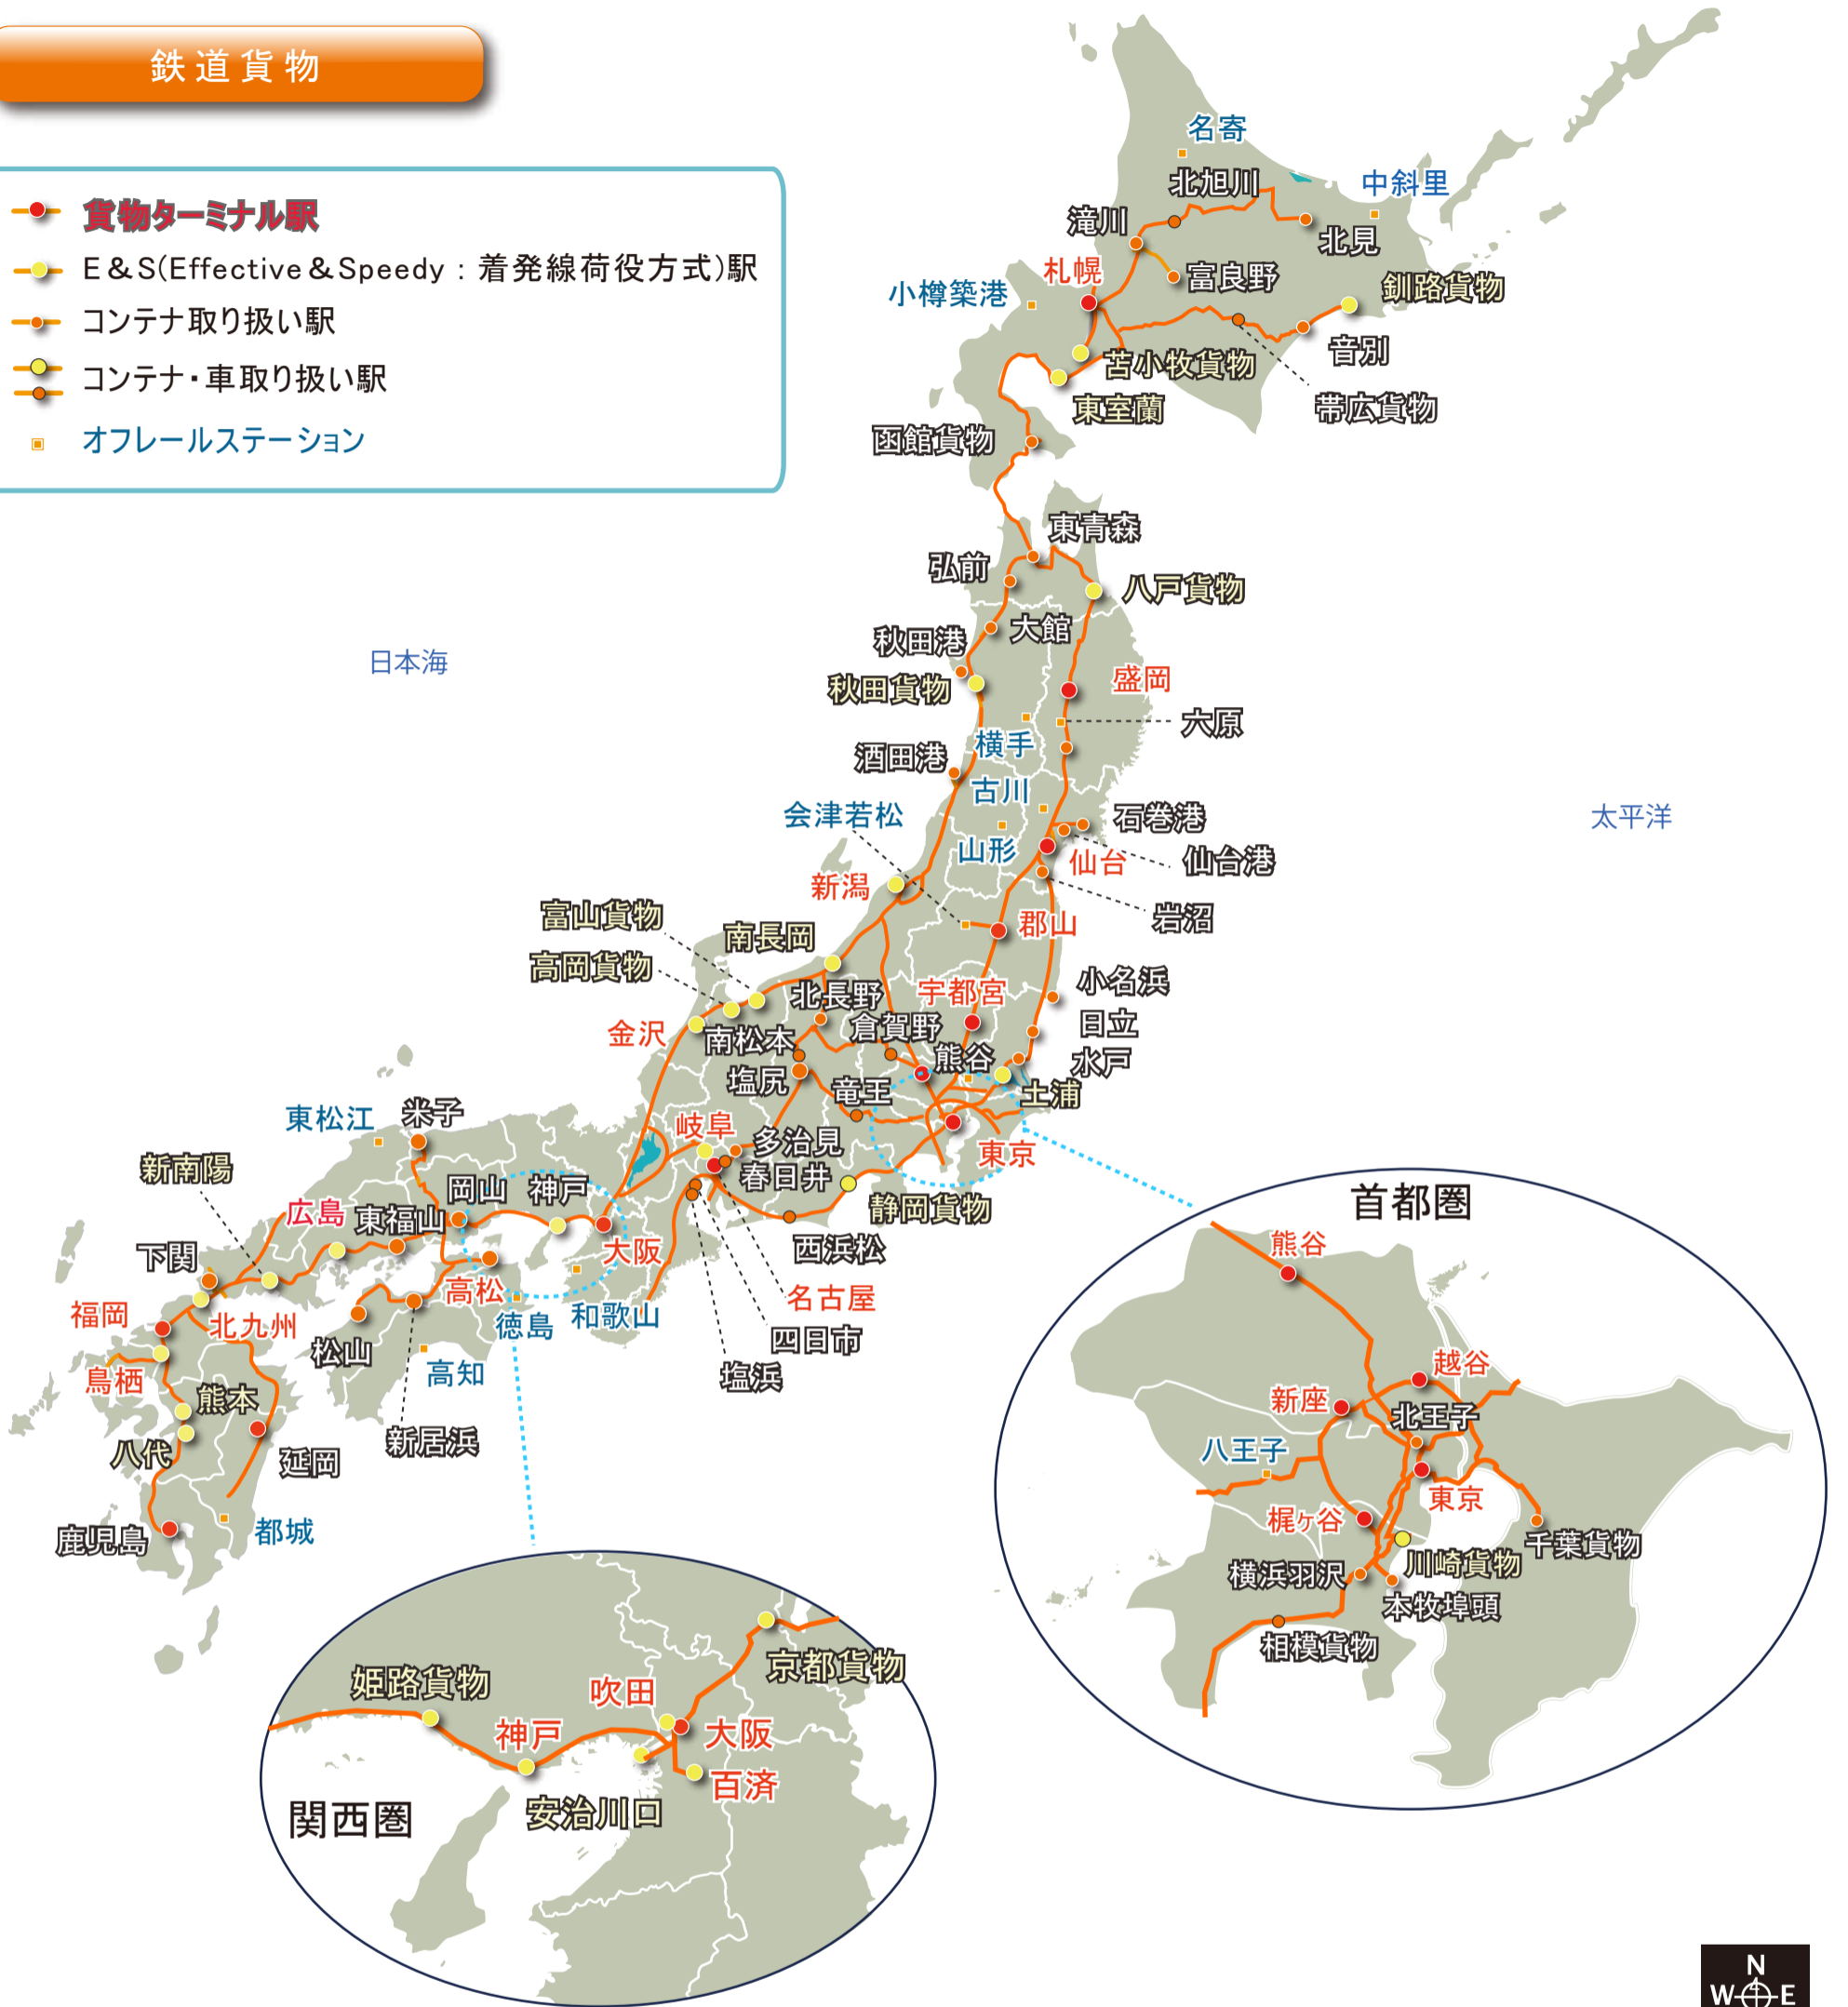 鉄道貨物
貨物ターミナル駅
E&S(Effective&Speedy:着発線荷役方式)駅
コンテナ取り扱い駅
コンテナ・車取り扱い駅
オフレールステーション
名寄
中斜里
北旭川
滝川
北見
札幌
富良野
釧路貨物
小樽築港
音別
苫小牧貨物
東室蘭
帯広貨物
函館貨物
東青森
弘前
八戸貨物
大館
秋田港
日本海
盛岡
秋田貨物
六原
横手
酒田港
古川
会津若松
石巻港
太平洋
山形
仙台港
仙台
新潟
岩沼
富山貨物
郡山
南長岡
高岡貨物
小名浜
北長野
宇都宮
日立
倉賀野
金沢
南松本
熊谷
水戸
塩尻
竜王
土浦
東松江
米子
岐阜
多治見
東京
新南陽
春日井
岡山
神戸
静岡貨物
首都圏
広島
東福山
下関
西浜松
大阪
熊谷
高松
名古屋
福岡
北九州
徳島
和歌山
四日市
松山
越谷
高知
塩浜
鳥栖
新座
熊本
北王子
八王子
八代
新居浜
延岡
東京
梶ヶ谷
鹿児島
都城
千葉貨物
川崎貨物
横浜羽沢
本牧埠頭
相模貨物
京都貨物
姫路貨物
吹田
神戸
大阪
百済
安治川口
関西圏
N
W E